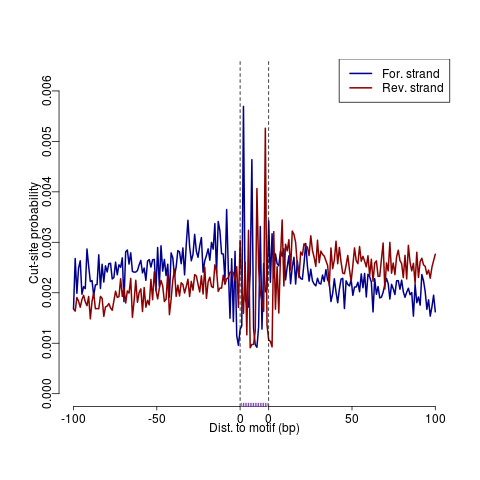 For. strand
Rev. strand
Cut-site probability
0.006
0.005
0.004
0.003
0.002
0.001
0.000
-100 -50 0 0 50 100
Dist. to motif (bp)